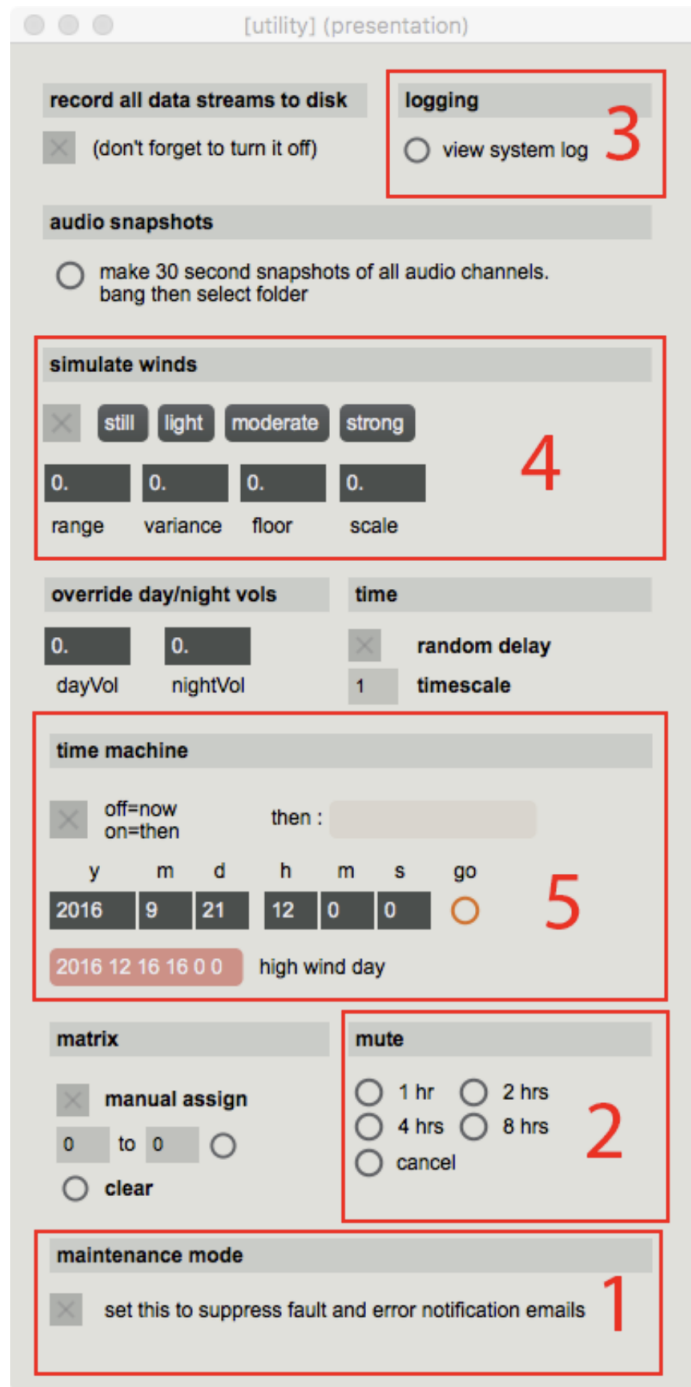 [utility] (presentation)
record all data streams to disk
(don't forget to turn it off)
logging
view system log
3
audio snapshots
make 30 second snapshots of all audio channels.
bang then select folder
simulate winds
still light moderate strong
0. 0. 0. 0.
range variance floor scale
4
override day/night vols
0. 0.
dayVol nightVol
time
random delay
1 timescale
time machine
off=now
on=then
then :
y m d h m s go
2016 9 21 12 0 0
2016 12 16 16 0 0 high wind day
5
matrix
manual assign
0 to 0
clear
mute
1 hr 2 hrs
4 hrs 8 hrs
cancel
2
maintenance mode
set this to suppress fault and error notification emails
1